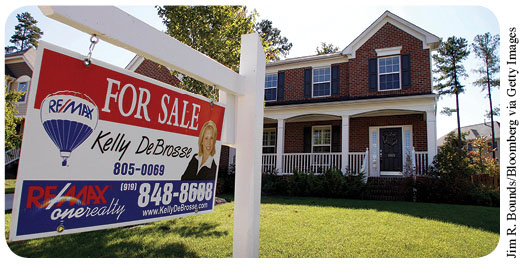 RE/MAX
FOR SALE
Kelly DeBrosse
805-0069
RE/MAX
one realty
(919) 848-8608
www.KellyDeBrosse.com
Jim R. Bounds/Bloomberg via Getty Images